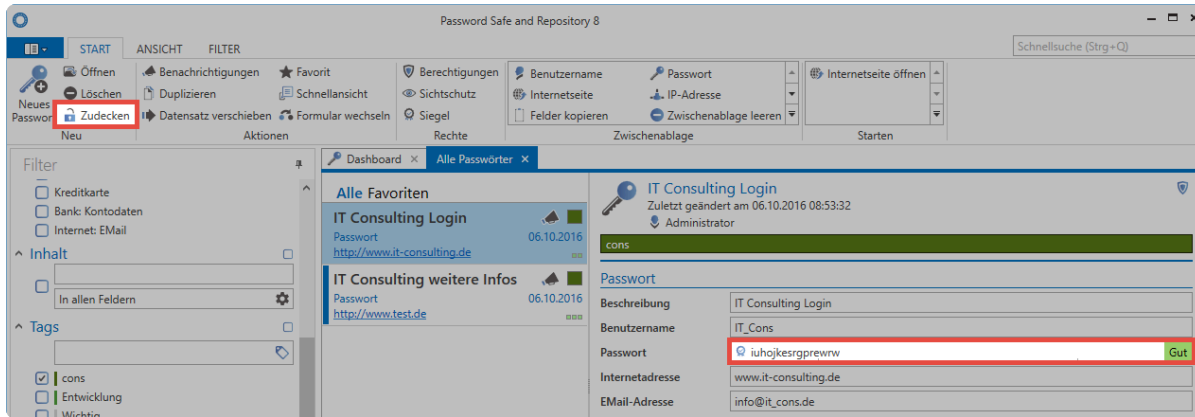 Password Safe and Repository 8
START ANSICHT FILTER
Schnellsuche (Strg+Q)
Neues
Passwort
Öffnen
Löschen
Zudecken
Neu
Benachrichtigungen
Duplizieren
Datensatz verschieben
Favorit
Schnellansicht
Formular wechseln
Aktionen
Berechtigungen
Sichtschutz
Siegel
Rechte
Benutzername
Internetseite
Felder kopieren
Passwort
IP-Adresse
Zwischenablage leeren
Zwischenablage
Internetseite öffnen
Starten
Filter
Kreditkarte
Bank: Kontodaten
Internet: EMail
Inhalt
In allen Feldern
Tags
cons
Entwicklung
Wichtig
Dashboard
Alle Passwörter
Alle Favoriten
IT Consulting Login
Passwort 06.10.2016
http://www.it-consulting.de
IT Consulting weitere Infos
Passwort 06.10.2016
http://www.test.de
IT Consulting Login
Zuletzt geändert am 06.10.2016 08:53:32
Administrator
cons
Passwort
Beschreibung IT Consulting Login
Benutzername IT_Cons
Passwort iuhojkesrgprewrw Gut
Internetadresse www.it-consulting.de
EMail-Adresse info@it_cons.de